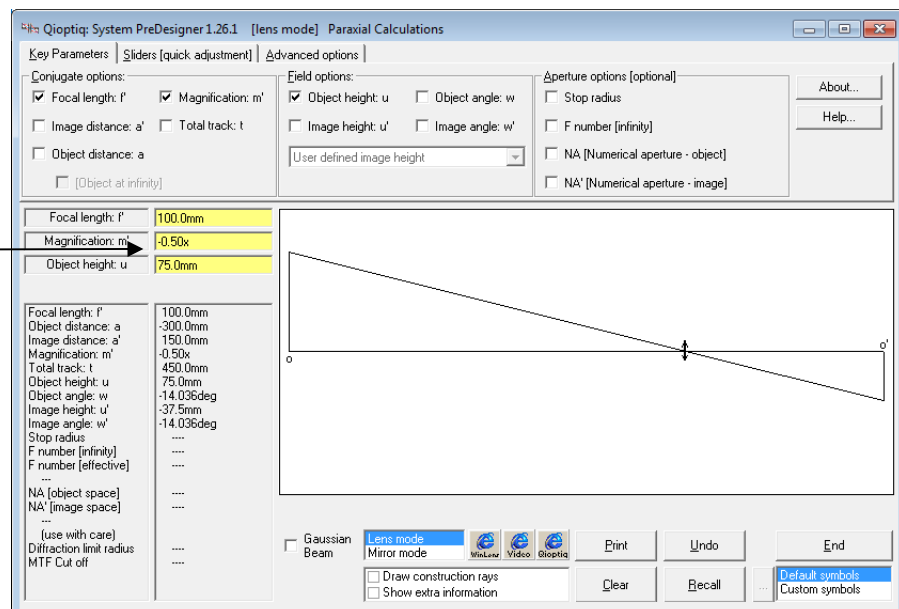 Qioptiq: System PreDesigner 1.26.1 [lens mode] Paraxial Calculations
Key Parameters Sliders [quick adjustment] Advanced options
Conjugate options:
Focal length: f' Magnification: m'
Image distance: a' Total track: t
Object distance: a
[Object at infinity]
Field options:
Object height: u Object angle: w
Image height: u' Image angle: w'
User defined image height
Aperture options [optional]
Stop radius
F number [infinity]
NA [Numerical aperture - object]
NA' [Numerical aperture - image]
About...
Help...
Focal length: f' 100.0mm
Magnification: m' -0.50x
Object height: u 75.0mm
Focal length: f' 100.0mm
Object distance: a -300.0mm
Image distance: a' 150.0mm
Magnification: m' -0.50x
Total track: t 450.0mm
Object height: u 75.0mm
Object angle: w -14.036deg
Image height: u' -37.5mm
Image angle: w' -14.036deg
Stop radius ----
F number [infinity] ----
F number [effective] ----
---
NA [object space] ----
NA' [image space] ----
---
(use with care)
Diffraction limit radius ----
MTF Cut off ----
o
o'
Gaussian
Beam
Lens mode
Mirror mode
WinLens Video Qioptiq
Print Undo End
Draw construction rays
Show extra information
Clear Recall ...
Default symbols
Custom symbols